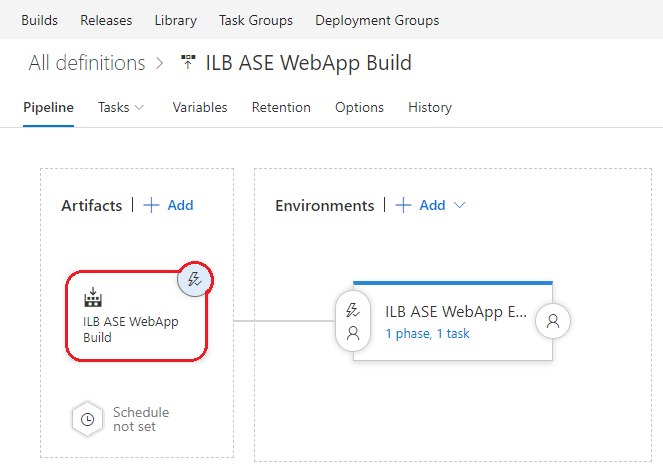 Builds Releases Library Task Groups Deployment Groups
All definitions > ILB ASE WebApp Build
Pipeline Tasks Variables Retention Options History
Artifacts | + Add
Environments | + Add
ILB ASE WebApp
Build
ILB ASE WebApp E...
1 phase, 1 task
Schedule
not set